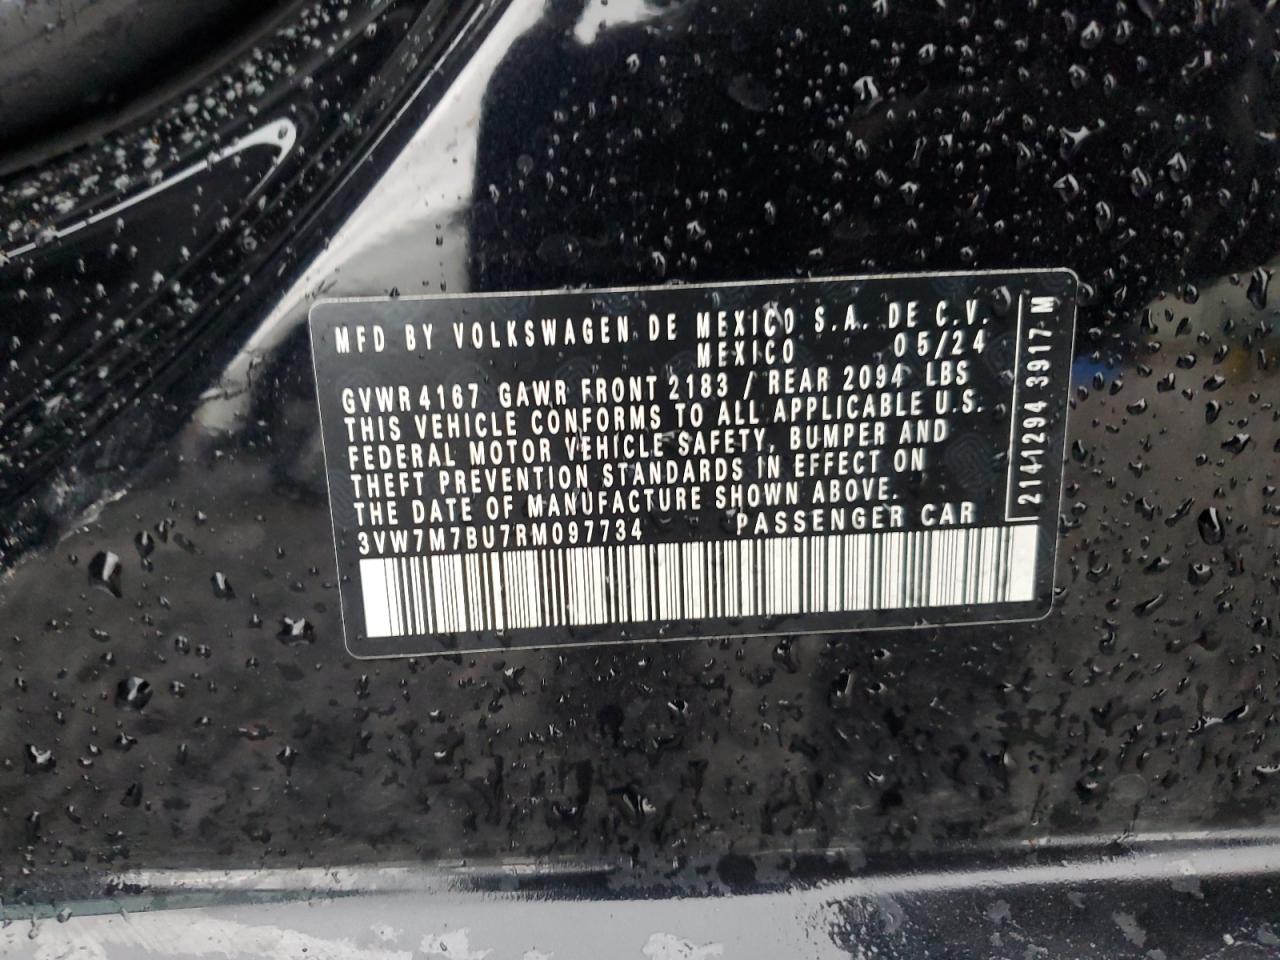 MFD BY VOLKSWAGEN DE MEXICO S.A. DE C.V.
MEXICO 05/24
GVWR 4167 GAWR FRONT 2183 / REAR 2094 LBS
THIS VEHICLE CONFORMS TO ALL APPLICABLE U.S.
FEDERAL MOTOR VEHICLE SAFETY, BUMPER AND
THEFT PREVENTION STANDARDS IN EFFECT ON
THE DATE OF MANUFACTURE SHOWN ABOVE.
3VW7M7BU7RM097734 PASSENGER CAR
2141294 3917 M